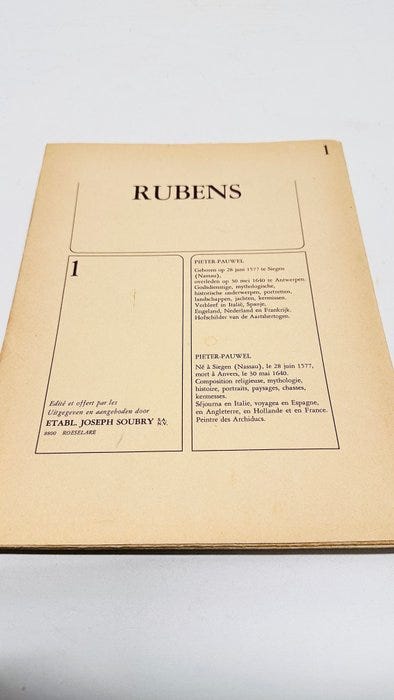 1
RUBENS
1
PIETER-PAUWEL
Geboren op 28 juni 1577 te Siegen
(Nassau),
overleden op 30 mei 1640 te Antwerpen.
Godsdienstige, mythologische,
historische onderwerpen, portretten,
landschappen, jachten, kermissen.
Verbleef in Italië, Spanje,
Engeland, Nederland en Frankrijk.
Hofschilder van de Aartshertogen.
PIETER-PAUWEL
Né à Siegen (Nassau), le 28 juin 1577,
mort à Anvers, le 30 mai 1640.
Composition religieuse, mythologie,
histoire, portraits, paysages, chasses,
kermesses.
Séjourna en Italie, voyagea en Espagne,
en Angleterre, en Hollande et en France.
Peintre des Archiducs.
Edité et offert par les
Uitgegeven en aangeboden door
ETABL. JOSEPH SOUBRY S.A. N.V.
8800 ROESELARE